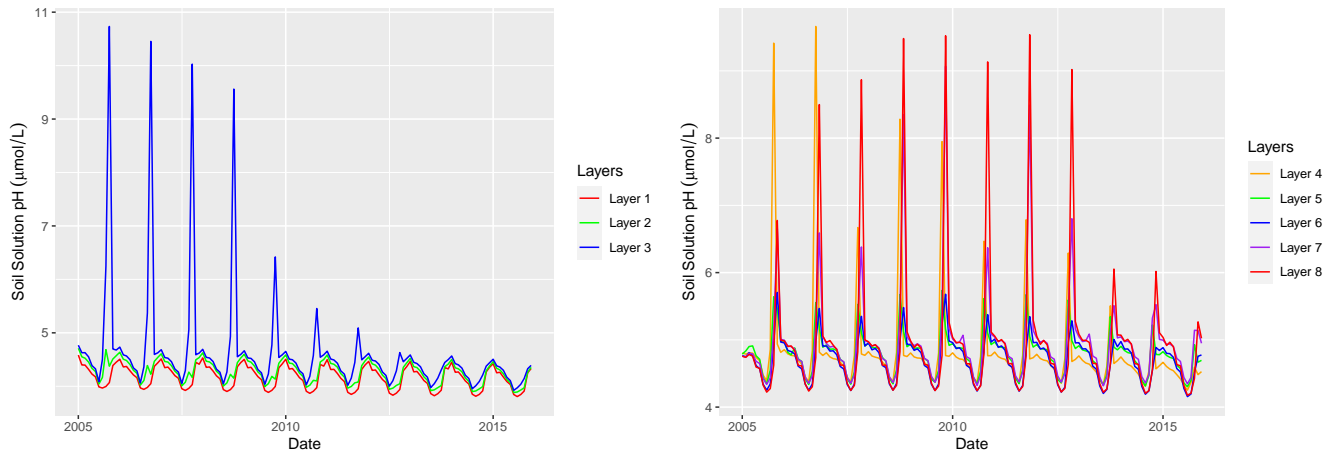 11
9
7
5
Soil Solution pH (μmol/L)
2005
2010
2015
Date
Layers
Layer 1
Layer 2
Layer 3
8
6
4
Soil Solution pH (μmol/L)
2005
2010
2015
Date
Layers
Layer 4
Layer 5
Layer 6
Layer 7
Layer 8